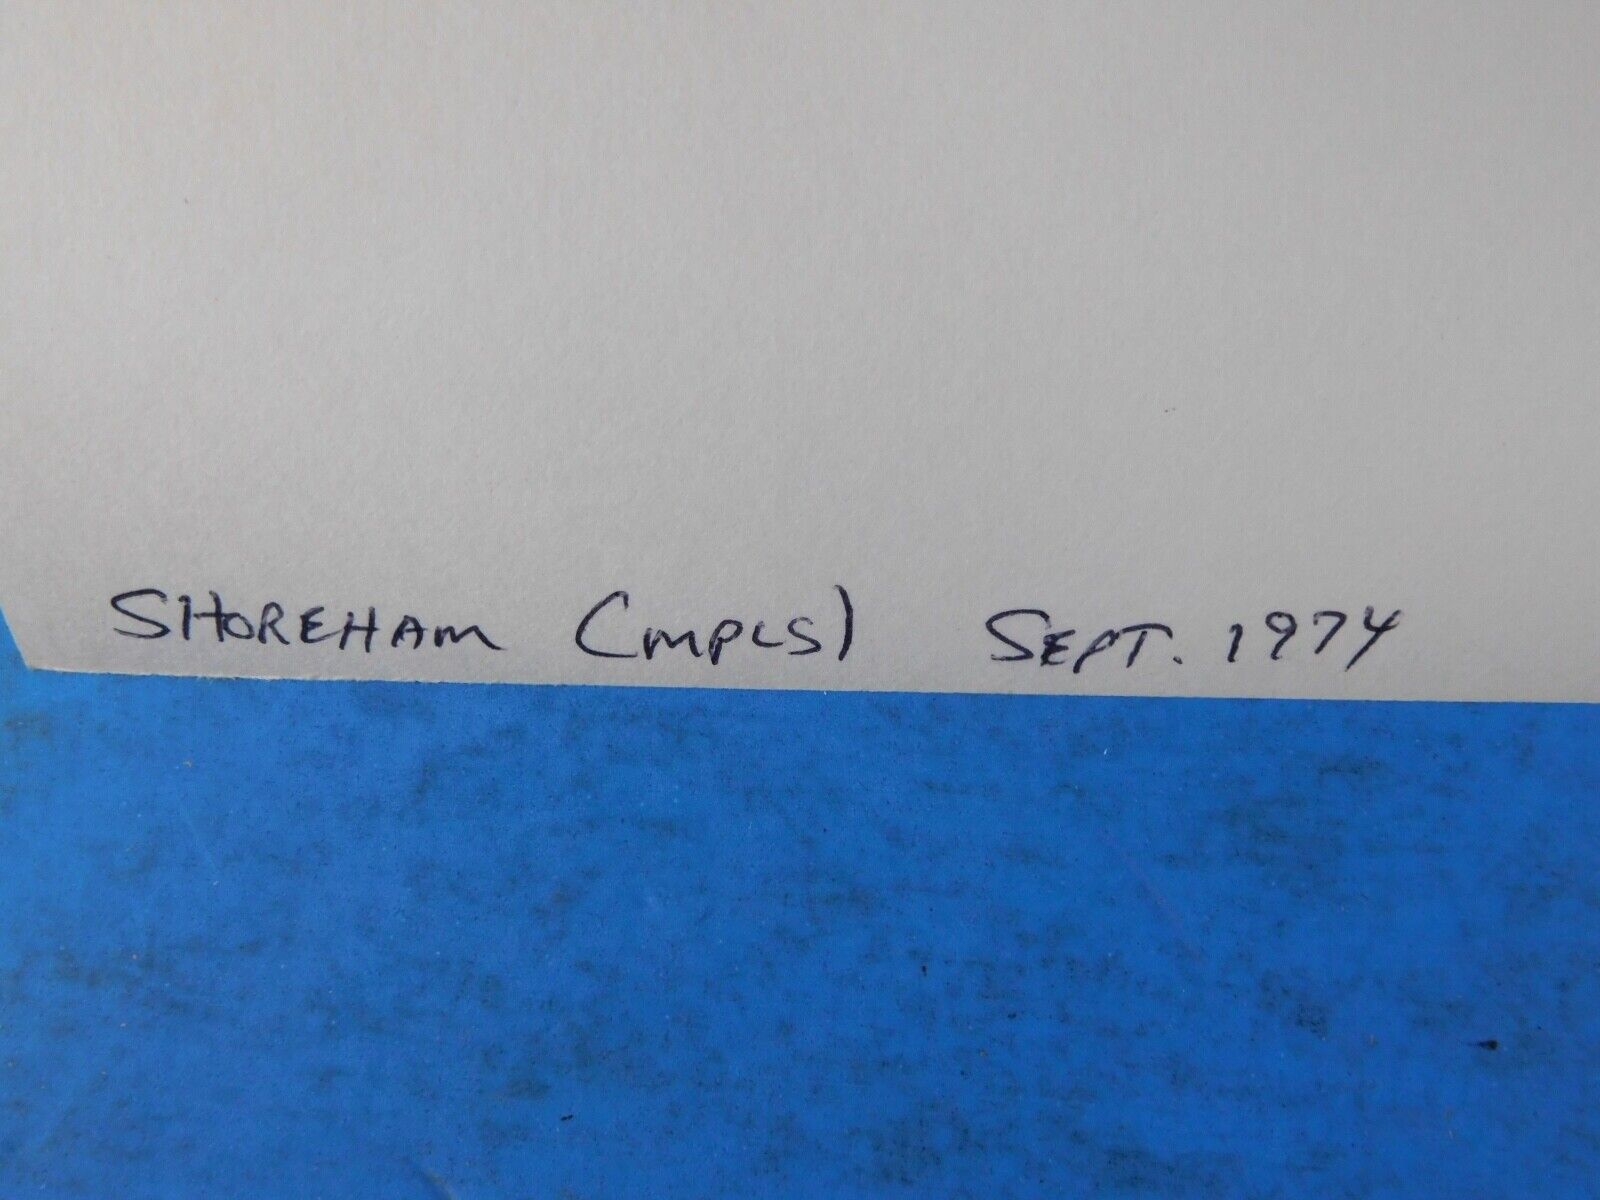 SHOREHAM (MPLS) SEPT. 1974